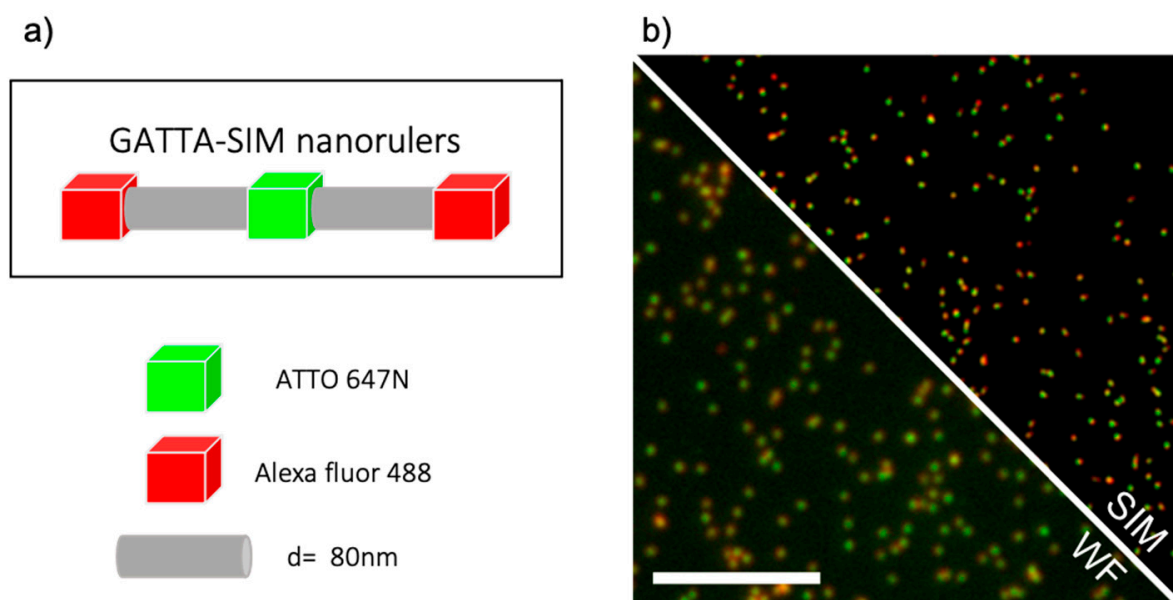 a)
GATTA-SIM nanorulers
ATTO 647N
Alexa fluor 488
d= 80nm
b)
SIM
WF